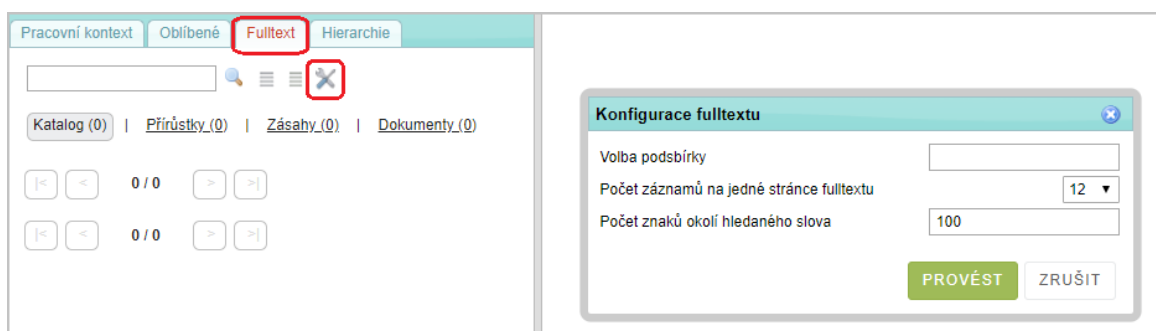 Pracovní kontext Oblíbené Fulltext Hierarchie
Katalog (0) | Přírůstky (0) | Zásahy (0) | Dokumenty (0)
|< < 0 / 0 > >|
|< < 0 / 0 > >|
Konfigurace fulltextu
Volba podsbírky
Počet záznamů na jedné stránce fulltextu 12
Počet znaků okolí hledaného slova 100
PROVÉST ZRUŠIT